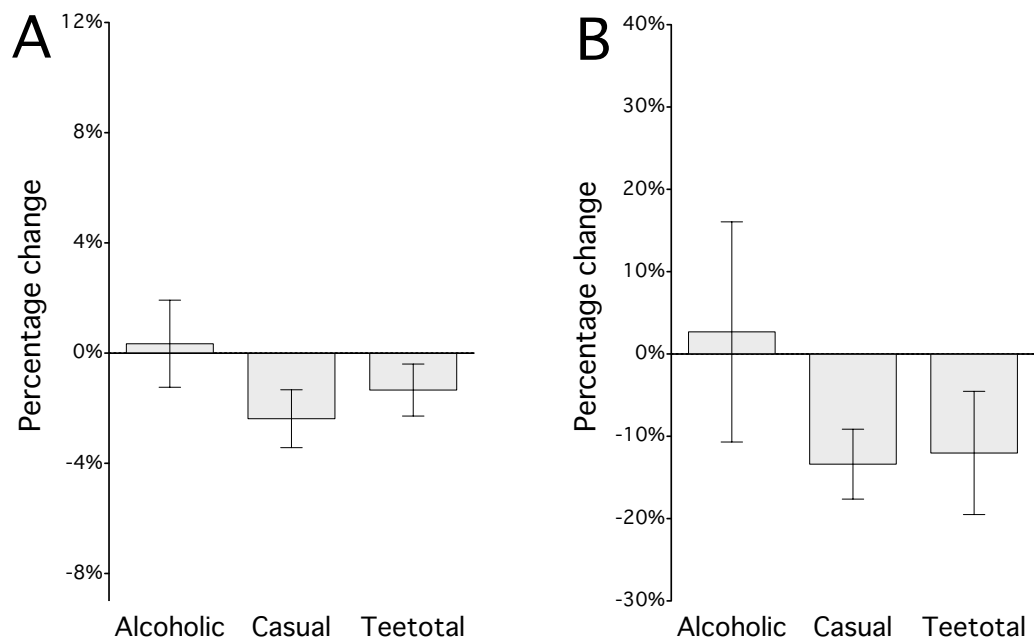 A
12%
8%
4%
0%
-4%
-8%
Percentage change
Alcoholic Casual Teetotal
B
40%
30%
20%
10%
0%
-10%
-20%
-30%
Percentage change
Alcoholic Casual Teetotal